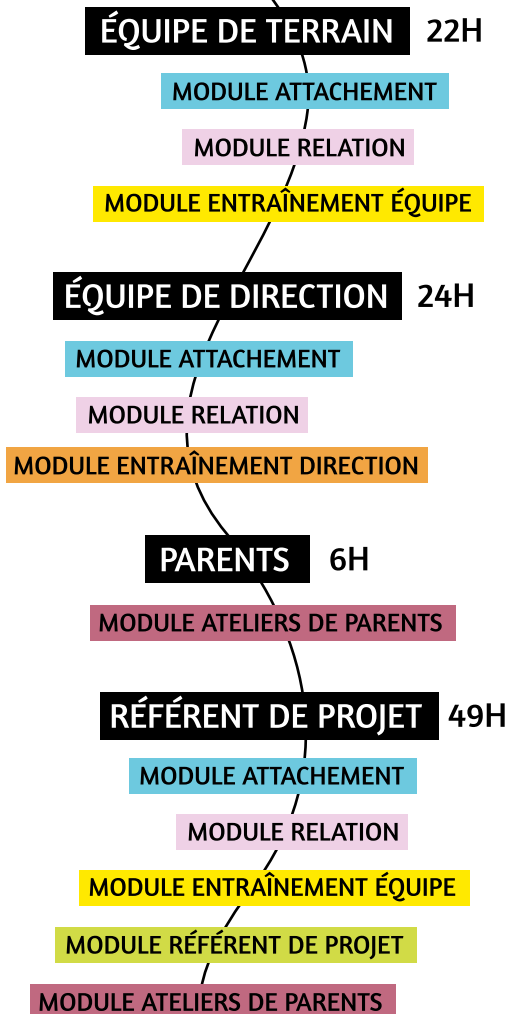 ÉQUIPE DE TERRAIN 22H
MODULE ATTACHEMENT
MODULE RELATION
MODULE ENTRAÎNEMENT ÉQUIPE
ÉQUIPE DE DIRECTION 24H
MODULE ATTACHEMENT
MODULE RELATION
MODULE ENTRAÎNEMENT DIRECTION
PARENTS 6H
MODULE ATELIERS DE PARENTS
RÉFÉRENT DE PROJET 49H
MODULE ATTACHEMENT
MODULE RELATION
MODULE ENTRAÎNEMENT ÉQUIPE
MODULE RÉFÉRENT DE PROJET
MODULE ATELIERS DE PARENTS